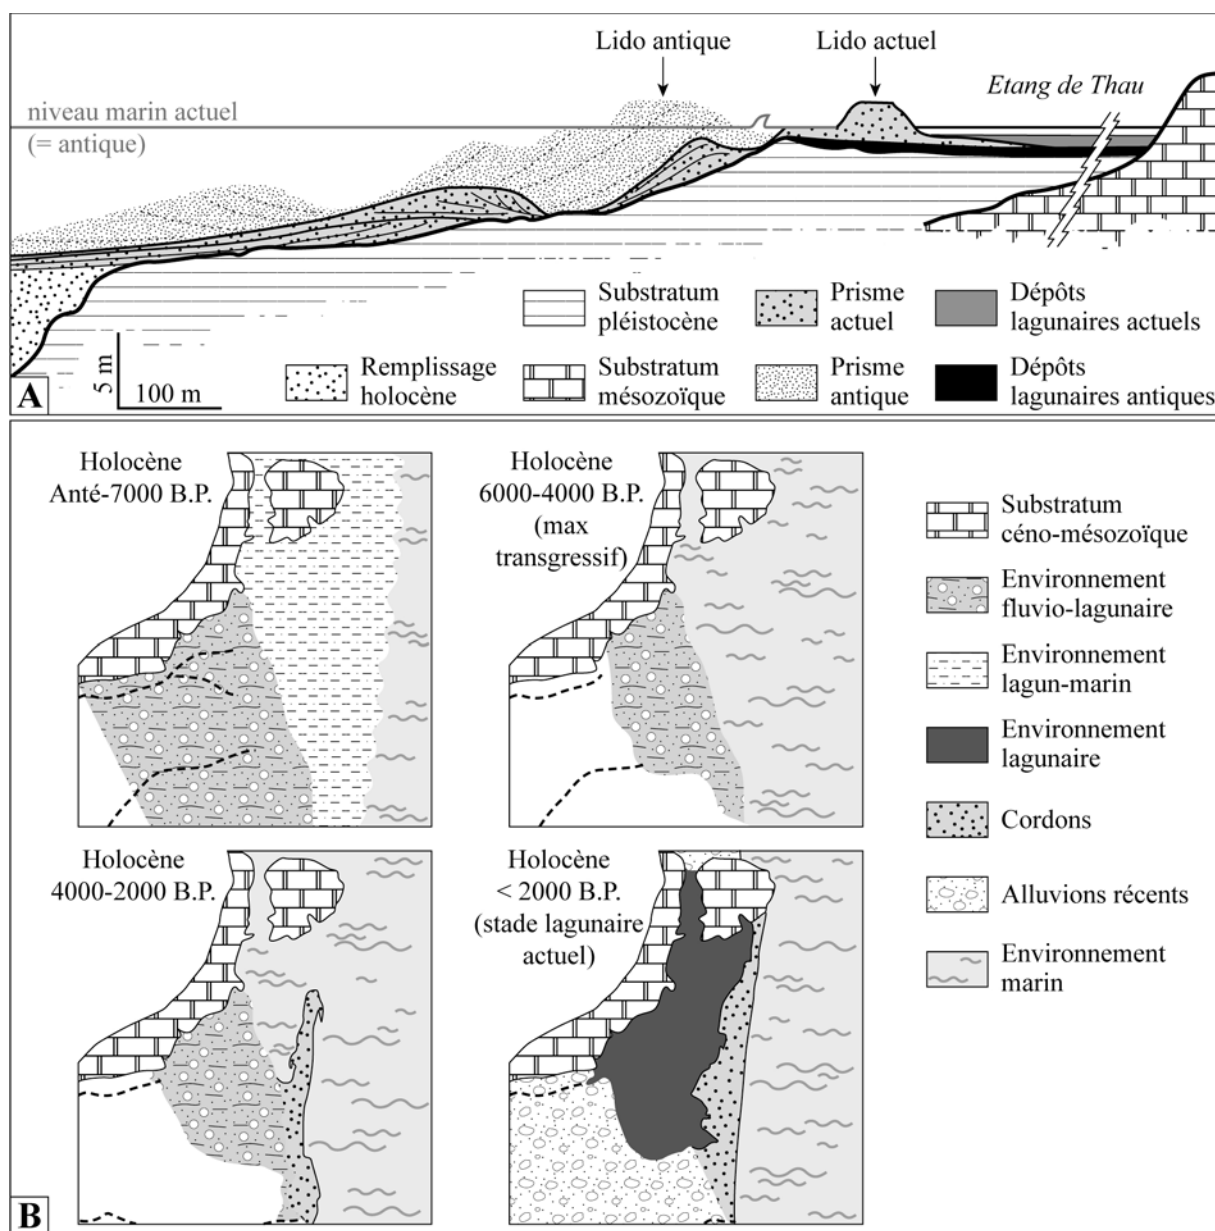 Lido antique
Lido actuel
Etang de Thau
niveau marin actuel
(= antique)
5 m
100 m
Remplissage
holocène
Substratum
pléistocène
Substratum
mésozoïque
Prisme
actuel
Prisme
antique
Dépôts
lagunaires actuels
Dépôts
lagunaires antiques
A
Holocène
Anté-7000 B.P.
Holocène
6000-4000 B.P.
(max
transgressif)
Holocène
4000-2000 B.P.
Holocène
< 2000 B.P.
(stade lagunaire
actuel)
Substratum
céno-mésozoïque
Environnement
fluvio-lagunaire
Environnement
lagun-marin
Environnement
lagunaire
Cordons
Alluvions récents
Environnement
marin
B